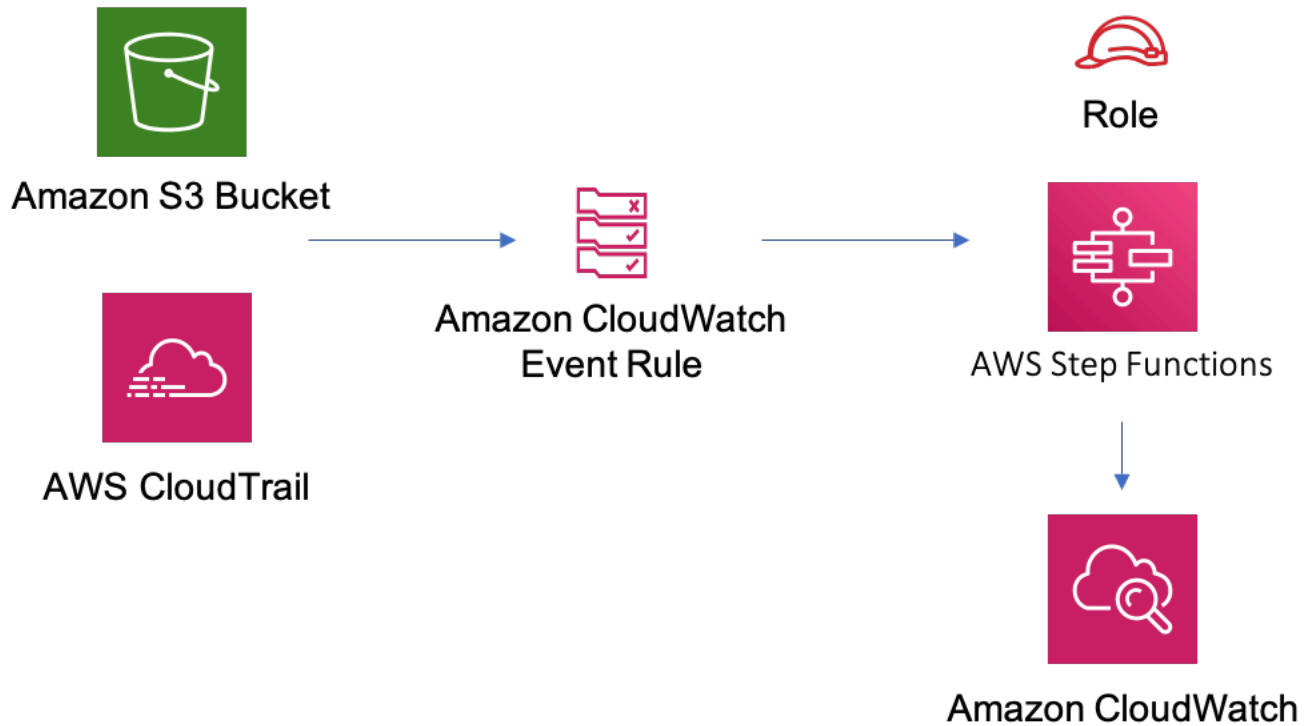 Amazon S3 Bucket
AWS CloudTrail
Amazon CloudWatch
Event Rule
Role
AWS Step Functions
Amazon CloudWatch